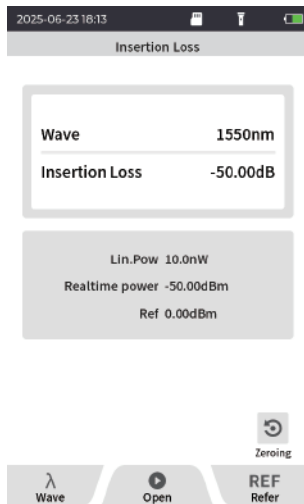 2025-06-23 18:13
Insertion Loss
Wave 1550nm
Insertion Loss -50.00dB
Lin.Pow 10.0nW
Realtime power -50.00dBm
Ref 0.00dBm
Zeroing
λ REF
Wave Open Refer